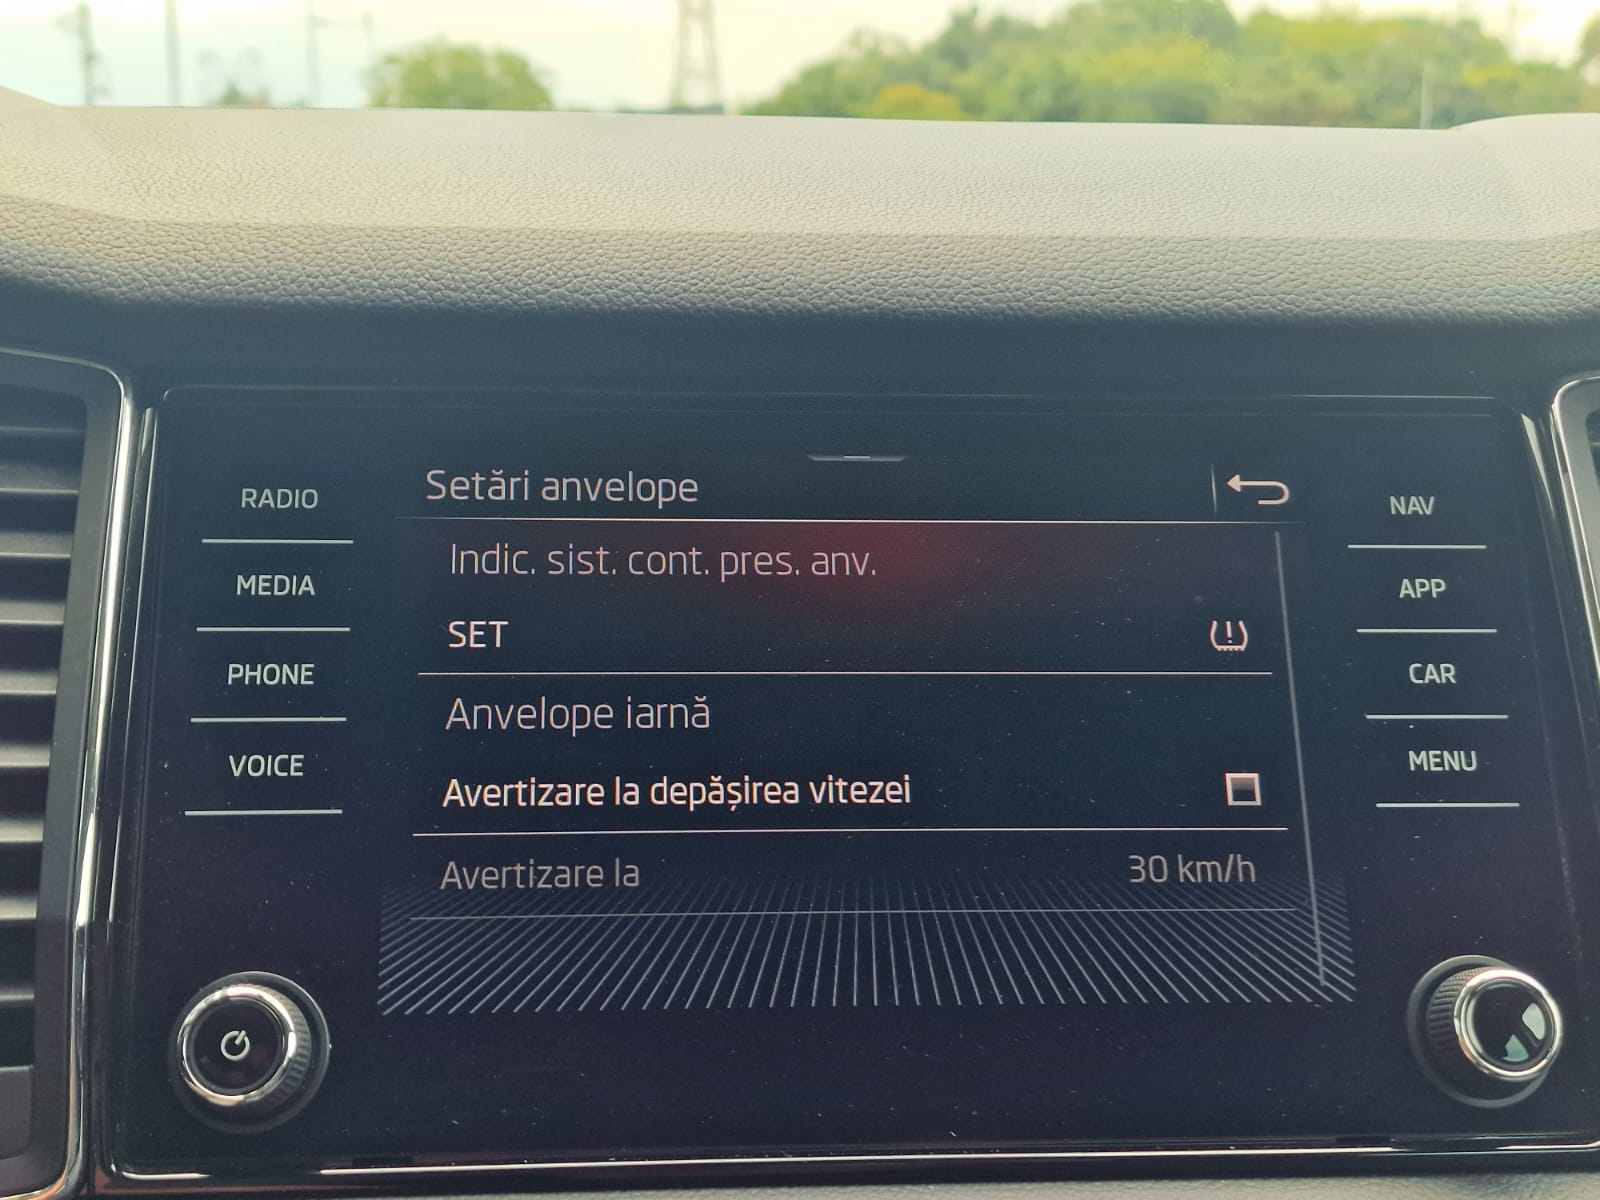 Setări anvelope
RADIO
MEDIA
PHONE
VOICE
Indic. sist. cont. pres. anv.
SET
Anvelope iarnă
Avertizare la depășirea vitezei
Avertizare la 30 km/h
NAV
APP
CAR
MENU